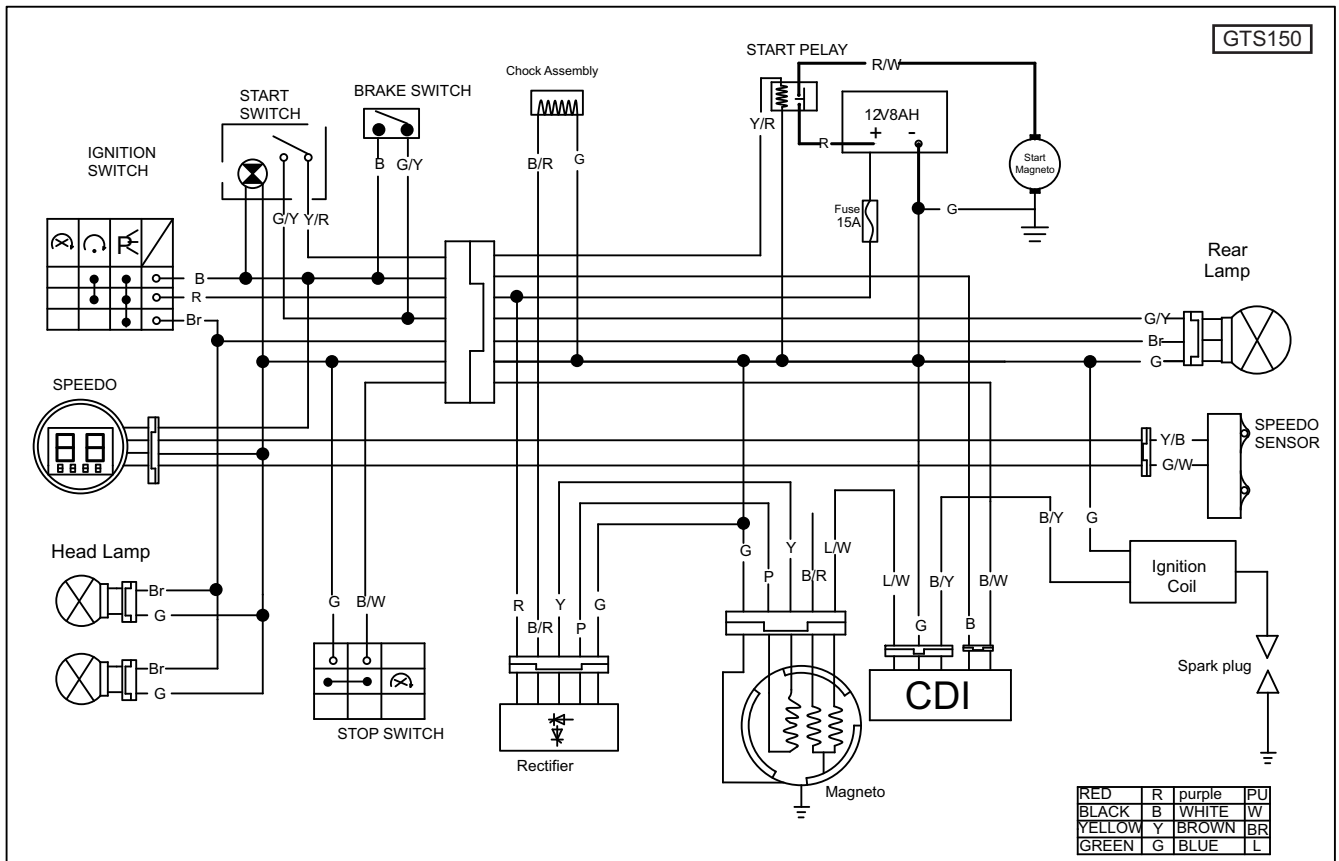 GTS150
START PELAY
R/W
Chock Assembly
BRAKE SWITCH
START
SWITCH
IGNITION
SWITCH
12V8AH
+ -
Y/R
R
Start
Magneto
B G/Y
B/R G
Fuse
15A
G
G/Y Y/R
Rear
Lamp
B
R
Br
G/Y
Br
G
SPEEDO
SPEEDO
SENSOR
Y/B
G/W
Head Lamp
Br
G
Br
G
G B/W
STOP SWITCH
R B/R Y P G
Rectifier
G P Y B/R L/W
Magneto
L/W G B/Y B B/W
CDI
B/Y G
Ignition
Coil
Spark plug
RED R purple PU
BLACK B WHITE W
YELLOW Y BROWN BR
GREEN G BLUE L